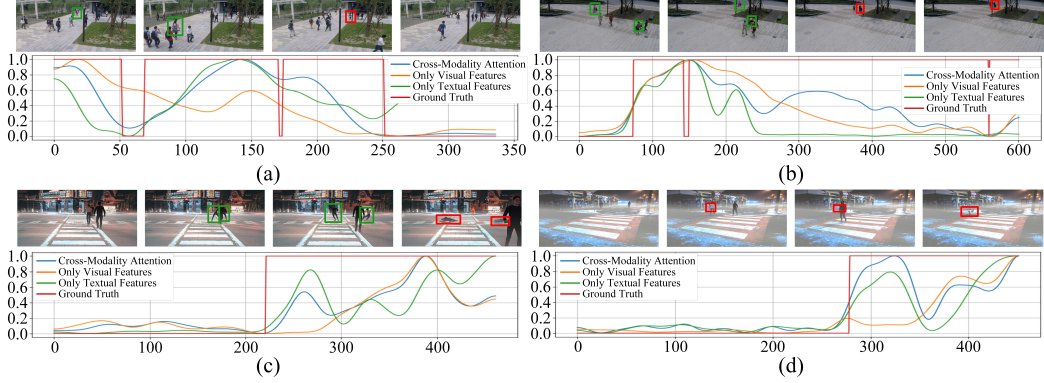 1.0
0.8
0.6
0.4
0.2
0.0
Cross-Modality Attention
Only Visual Features
Only Textual Features
Ground Truth
0 50 100 150 200 250 300 350
(a)
1.0
0.8
0.6
0.4
0.2
0.0
Cross-Modality Attention
Only Visual Features
Only Textual Features
Ground Truth
0 100 200 300 400 500 600
(b)
1.0
0.8
0.6
0.4
0.2
0.0
Cross-Modality Attention
Only Visual Features
Only Textual Features
Ground Truth
0 100 200 300 400
(c)
1.0
0.8
0.6
0.4
0.2
0.0
Cross-Modality Attention
Only Visual Features
Only Textual Features
Ground Truth
0 100 200 300 400
(d)